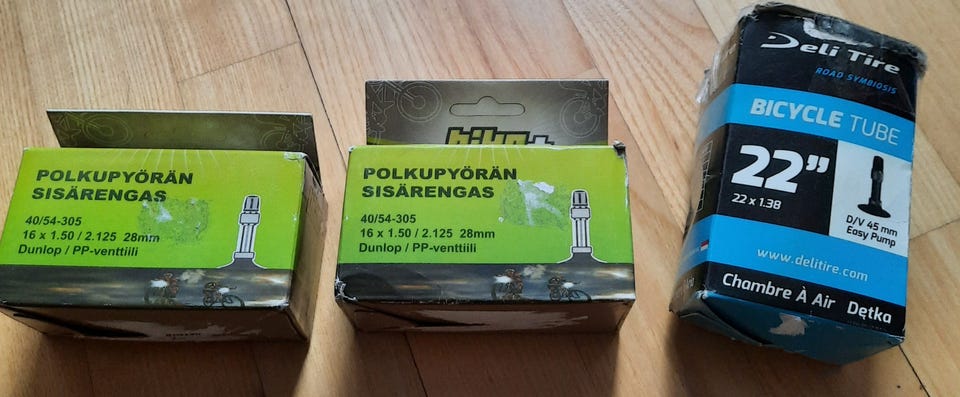 POLKUPYÖRÄN
SISÄRENGAS
40/54-305
16 x 1.50 / 2.125 28mm
Dunlop / PP-venttiili
bike+
POLKUPYÖRÄN
SISÄRENGAS
40/54-305
16 x 1.50 / 2.125 28mm
Dunlop / PP-venttiili
Deli Tire
ROAD SYMBIOSIS
BICYCLE TUBE
22"
22 x 1.38
D/V 45 mm
Easy Pump
www.delitire.com
Chambre À Air Dętka